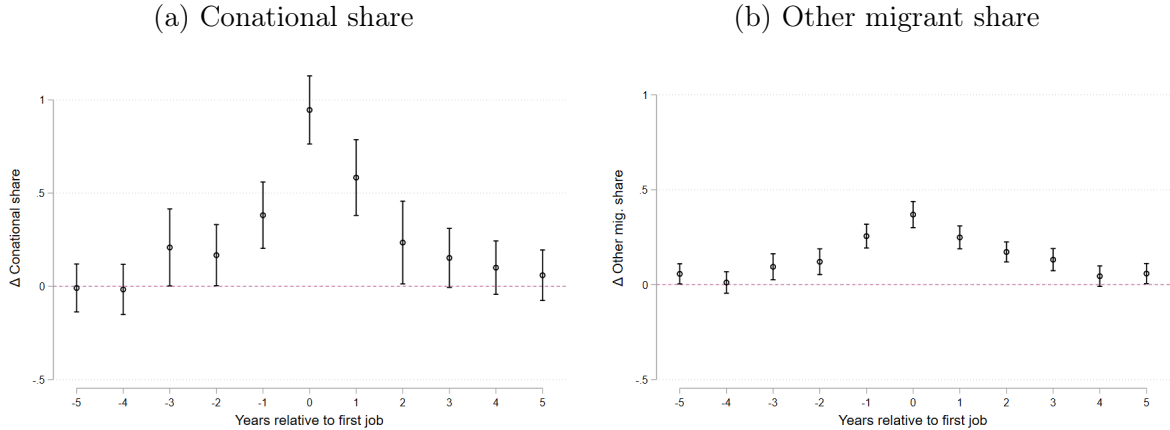 (a) Conational share
Δ Conational share
1
.5
0
-.5
-5 -4 -3 -2 -1 0 1 2 3 4 5
Years relative to first job
(b) Other migrant share
Δ Other mig. share
1
.5
0
-.5
-5 -4 -3 -2 -1 0 1 2 3 4 5
Years relative to first job